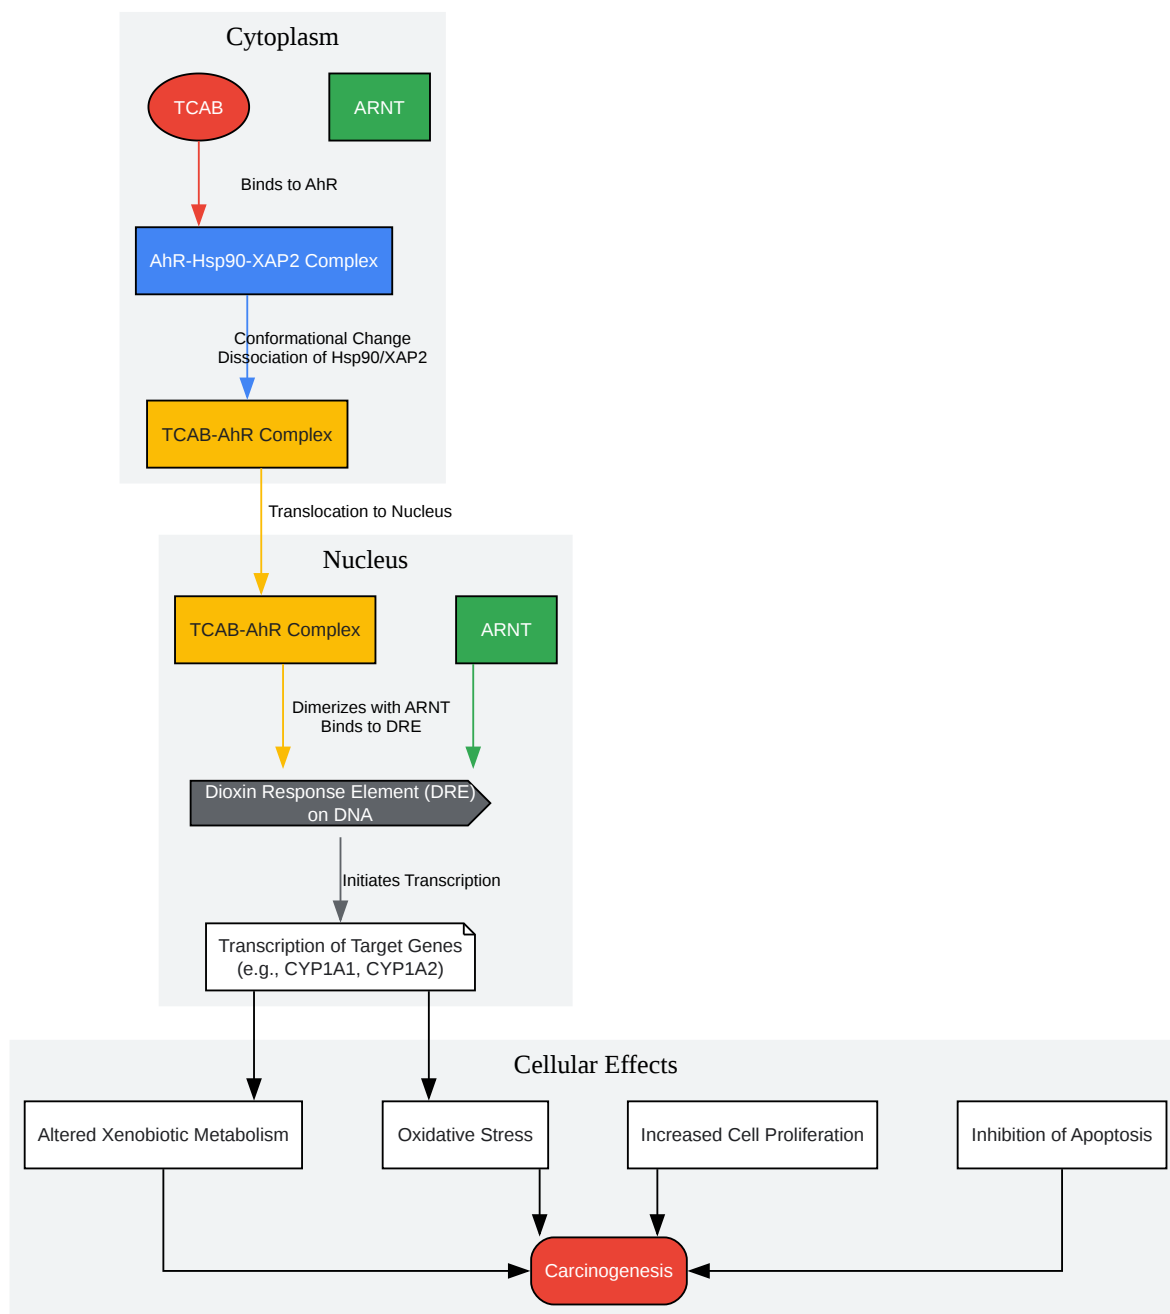 Cytoplasm
TCAB
ARNT
Binds to AhR
AhR-Hsp90-XAP2 Complex
Conformational Change
Dissociation of Hsp90/XAP2
TCAB-AhR Complex
Translocation to Nucleus
Nucleus
TCAB-AhR Complex
ARNT
Dimerizes with ARNT
Binds to DRE
Dioxin Response Element (DRE)
on DNA
Initiates Transcription
Transcription of Target Genes
(e.g., CYP1A1, CYP1A2)
Cellular Effects
Altered Xenobiotic Metabolism
Oxidative Stress
Increased Cell Proliferation
Inhibition of Apoptosis
Carcinogenesis